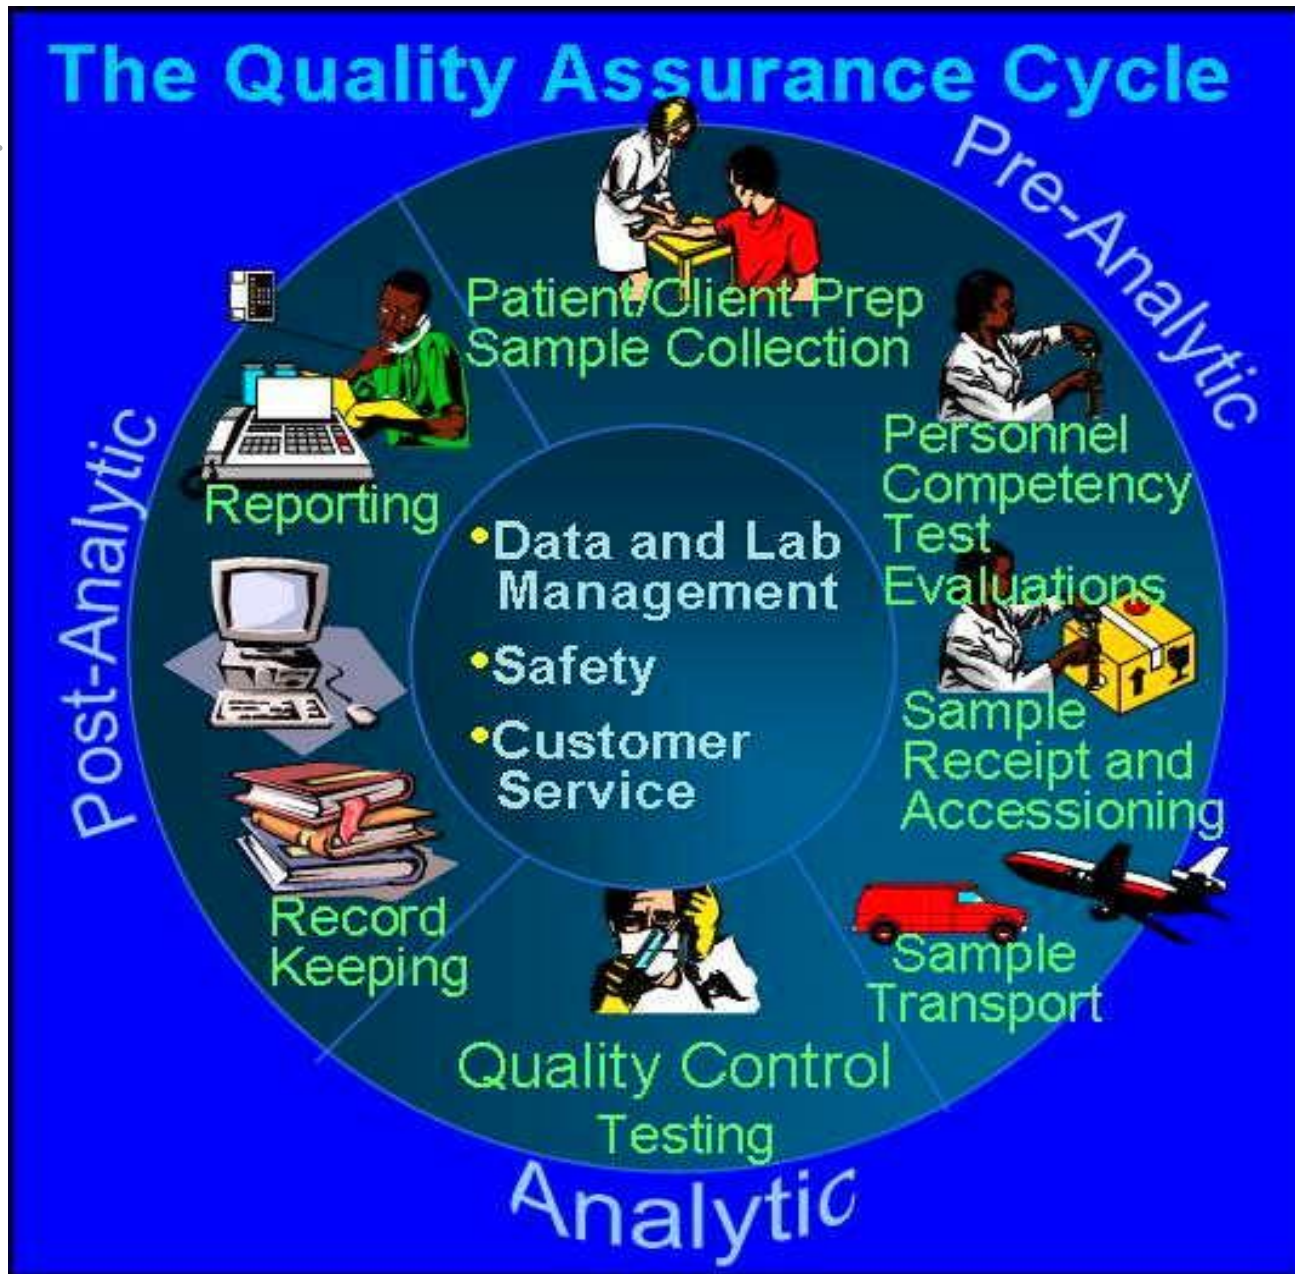 The Quality Assurance Cycle
Pre-Analytic
Patient/Client Prep
Sample Collection
Personnel
Competency
Test
Evaluations
Sample
Receipt and
Accessioning
Sample
Transport
Quality Control
Testing
Analytic
Record
Keeping
Reporting
Post-Analytic
•Data and Lab
Management
•Safety
•Customer
Service